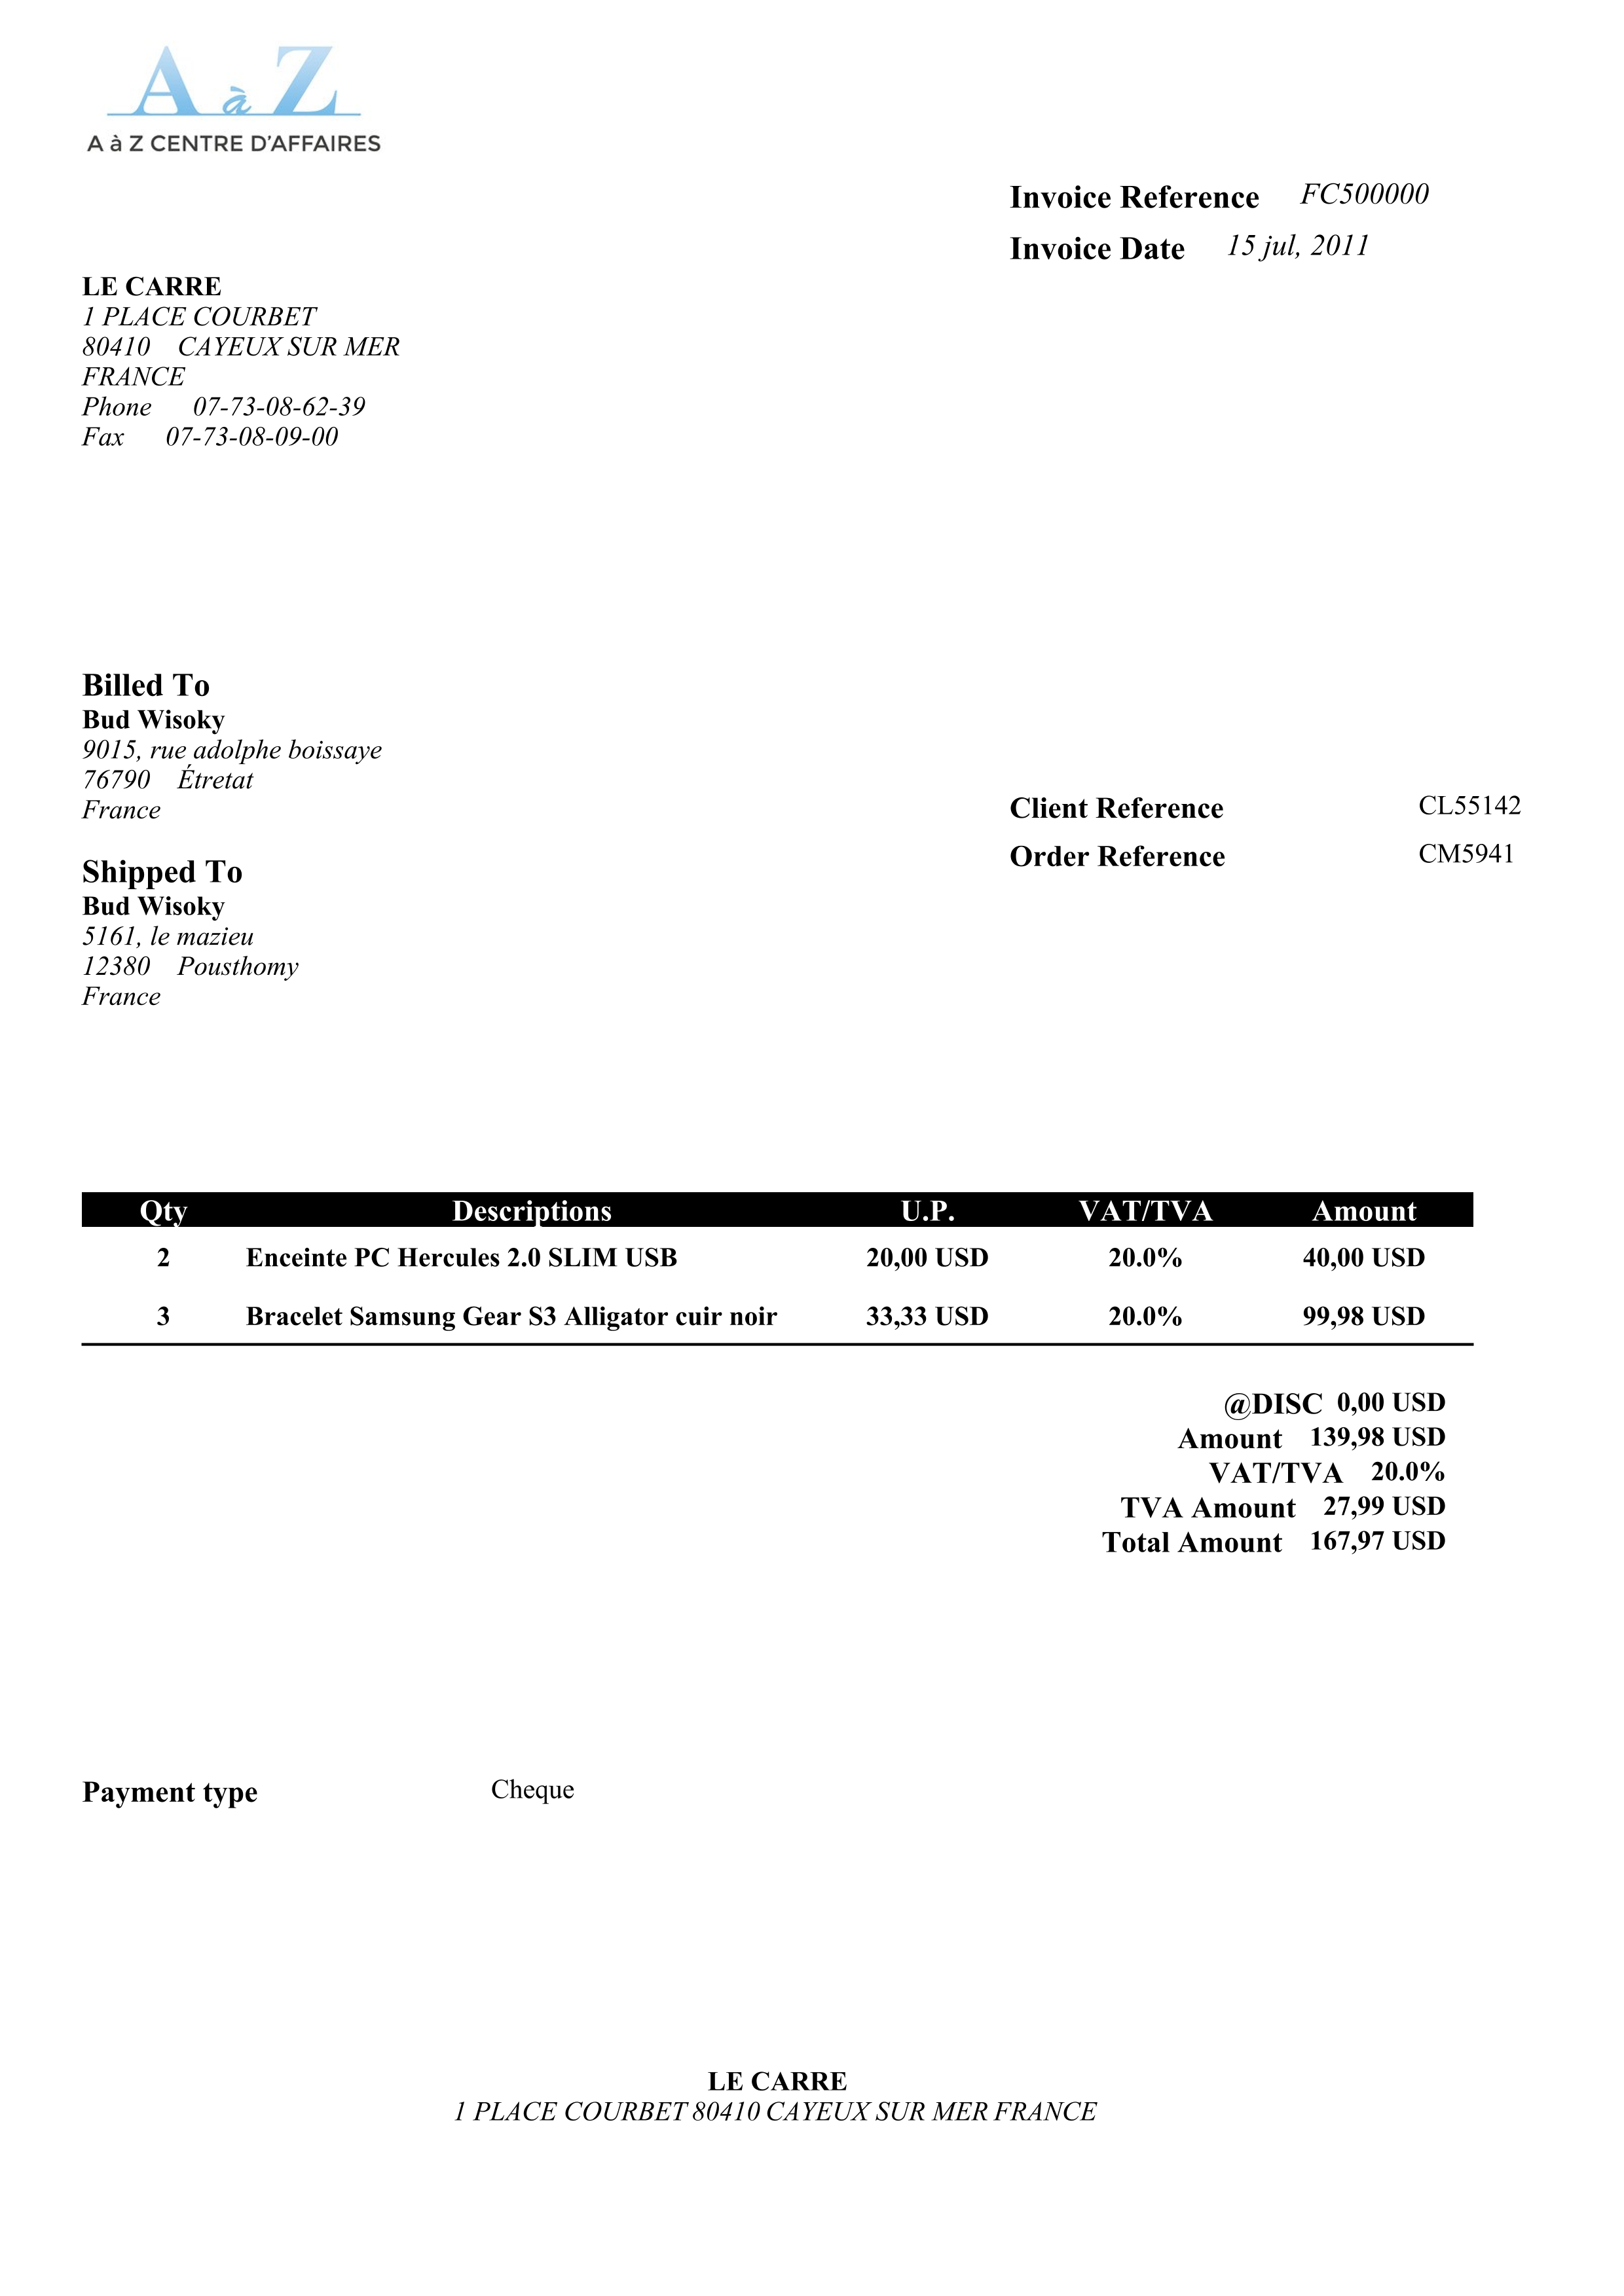 A à Z
A à Z CENTRE D'AFFAIRES
Invoice Reference FC500000
Invoice Date 15 jul, 2011
LE CARRE
1 PLACE COURBET
80410 CAYEUX SUR MER
FRANCE
Phone 07-73-08-62-39
Fax 07-73-08-09-00
Billed To
Bud Wisoky
9015, rue adolphe boissaye
76790 Étretat
France
Client Reference CL55142
Order Reference CM5941
Shipped To
Bud Wisoky
5161, le mazieu
12380 Pousthomy
France
Qty Descriptions U.P. VAT/TVA Amount
2 Enceinte PC Hercules 2.0 SLIM USB 20,00 USD 20.0% 40,00 USD
3 Bracelet Samsung Gear S3 Alligator cuir noir 33,33 USD 20.0% 99,98 USD
@DISC 0,00 USD
Amount 139,98 USD
VAT/TVA 20.0%
TVA Amount 27,99 USD
Total Amount 167,97 USD
Payment type Cheque
LE CARRE
1 PLACE COURBET 80410 CAYEUX SUR MER FRANCE